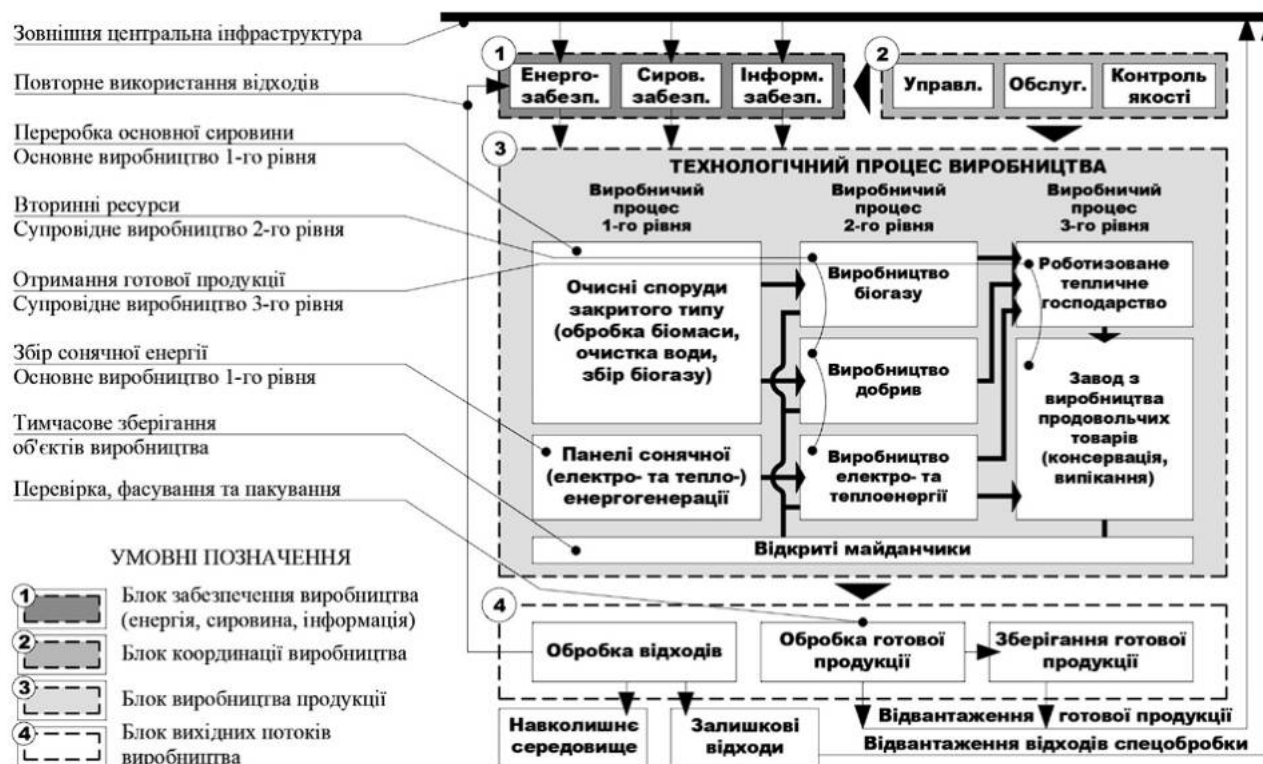 Зовнішня центральна інфраструктура
Повторне використання відходів
Переробка основної сировини
Основне виробництво 1-го рівня
Вторинні ресурси
Супровідне виробництво 2-го рівня
Отримання готової продукції
Супровідне виробництво 3-го рівня
Збір сонячної енергії
Основне виробництво 1-го рівня
Тимчасове зберігання
об'єктів виробництва
Перевірка, фасування та пакування
УМОВНІ ПОЗНАЧЕННЯ
1
Блок забезпечення виробництва
(енергія, сировина, інформація)
2
Блок координації виробництва
3
Блок виробництва продукції
4
Блок вихідних потоків
виробництва
1
Енерго-
забезп.
Сиров.
забезп.
Інформ.
забезп.
2
Управл.
Обслуг.
Контроль
якості
3
ТЕХНОЛОГІЧНИЙ ПРОЦЕС ВИРОБНИЦТВА
Виробничий
процес
1-го рівня
Виробничий
процес
2-го рівня
Виробничий
процес
3-го рівня
Очисні споруди
закритого типу
(обробка біомаси,
очистка води,
збір біогазу)
Панелі сонячної
(електро- та тепло-)
енергогенерації
Виробництво
біогазу
Виробництво
добрив
Виробництво
електро- та
теплоенергії
Роботизоване
тепличне
господарство
Завод з
виробництва
продовольчих
товарів
(консервація,
випікання)
Відкриті майданчики
4
Обробка відходів
Обробка готової
продукції
Зберігання готової
продукції
Навколишнє
середовище
Залишкові
відходи
Відвантаження готової продукції
Відвантаження відходів спецобробки